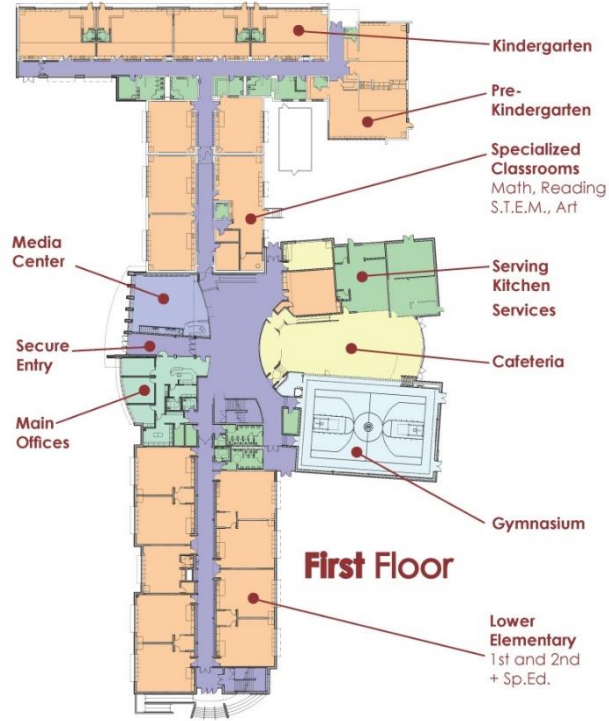 Kindergarten
Pre-
Kindergarten
Specialized
Classrooms
Math, Reading
S.T.E.M., Art
Media
Center
Serving
Kitchen
Services
Secure
Entry
Cafeteria
Main
Offices
Gymnasium
First Floor
Lower
Elementary
1st and 2nd
+ Sp.Ed.